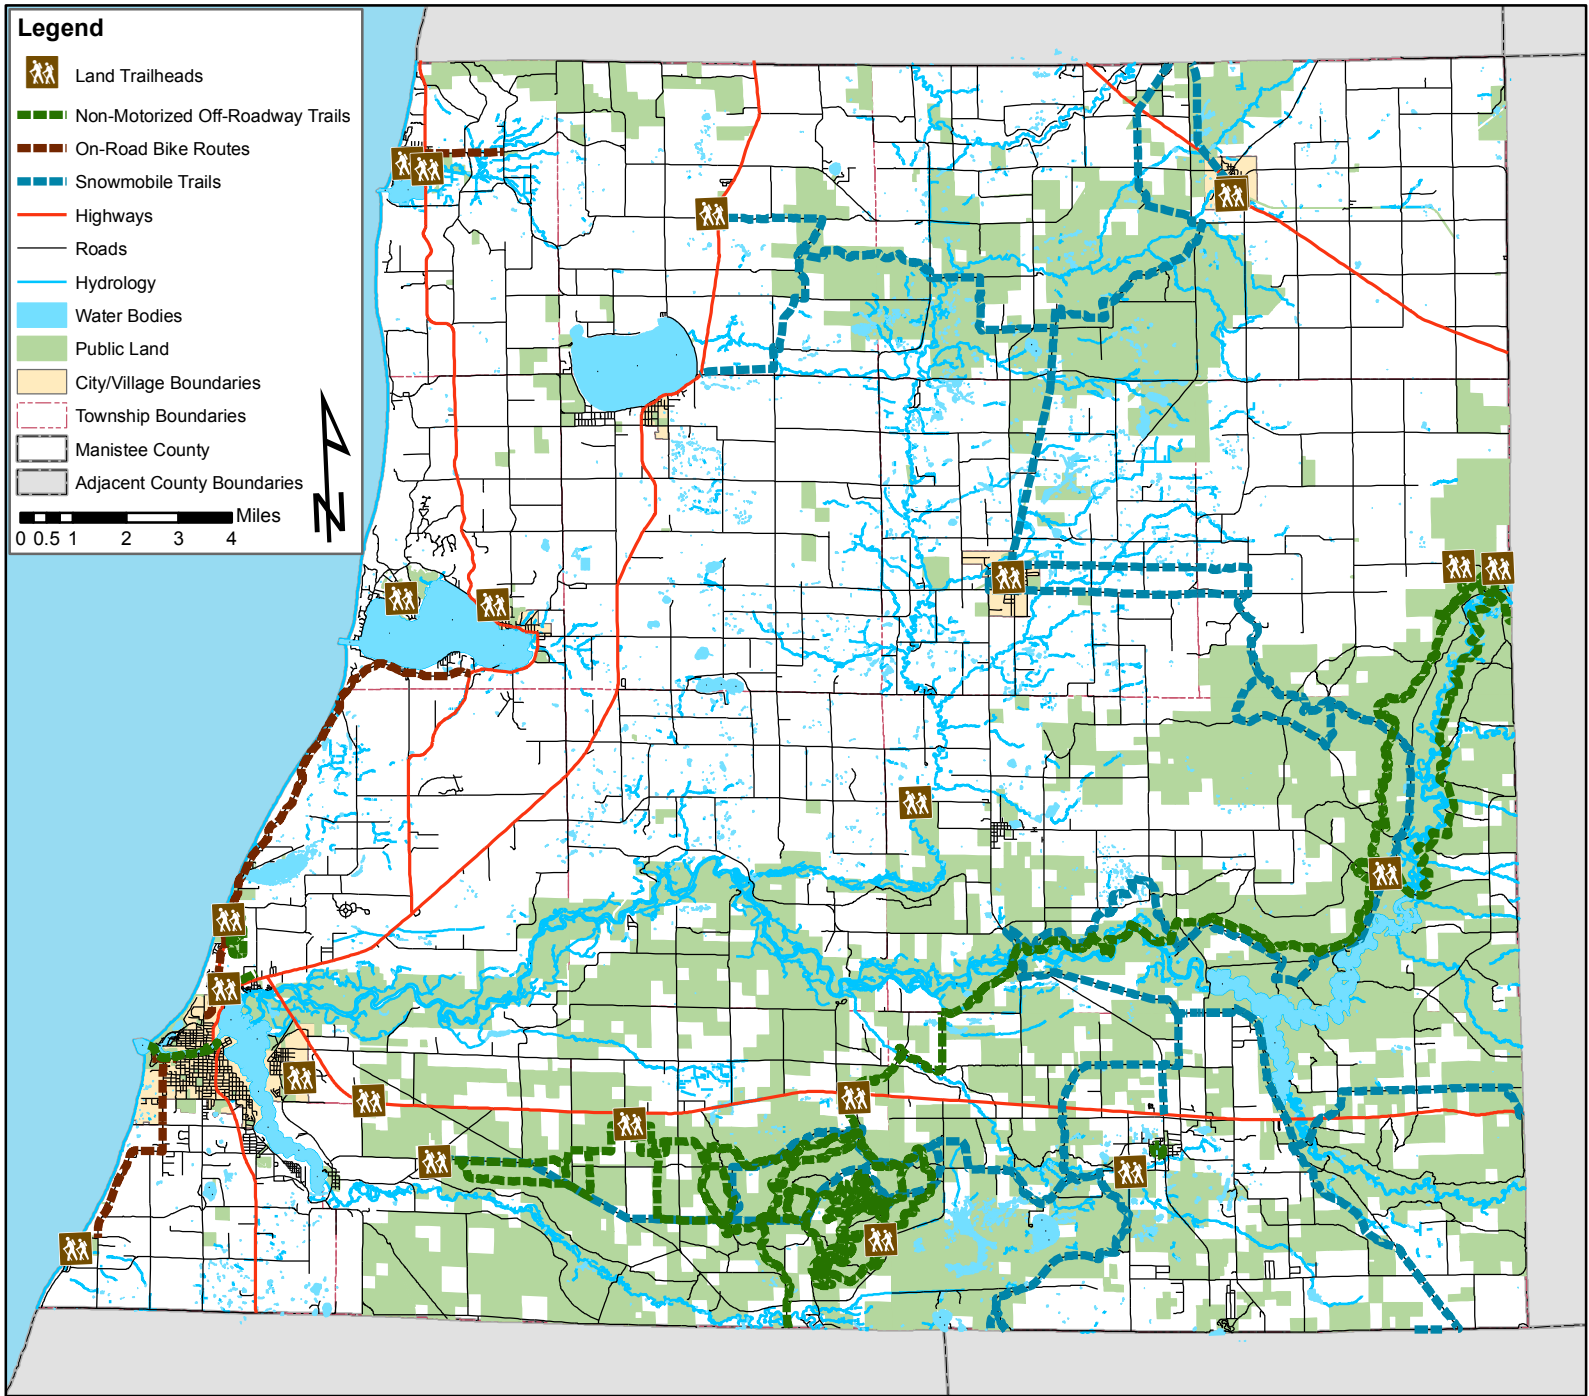 Legend
Land Trailheads
Non-Motorized Off-Roadway Trails
On-Road Bike Routes
Snowmobile Trails
Highways
Roads
Hydrology
Water Bodies
Public Land
City/Village Boundaries
Township Boundaries
Manistee County
Adjacent County Boundaries
Miles
0 0.5 1 2 3 4
N